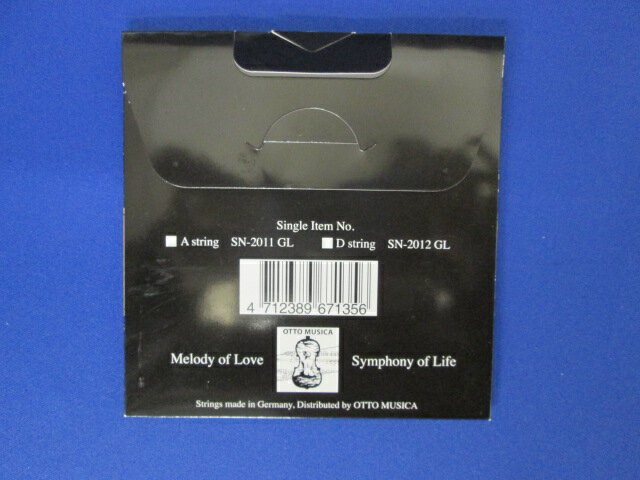 Single Item No.
A string SN-2011 GL D string SN-2012 GL
4 712389 671356
OTTO MUSICA
Melody of Love Symphony of Life
Strings made in Germany, Distributed by OTTO MUSICA